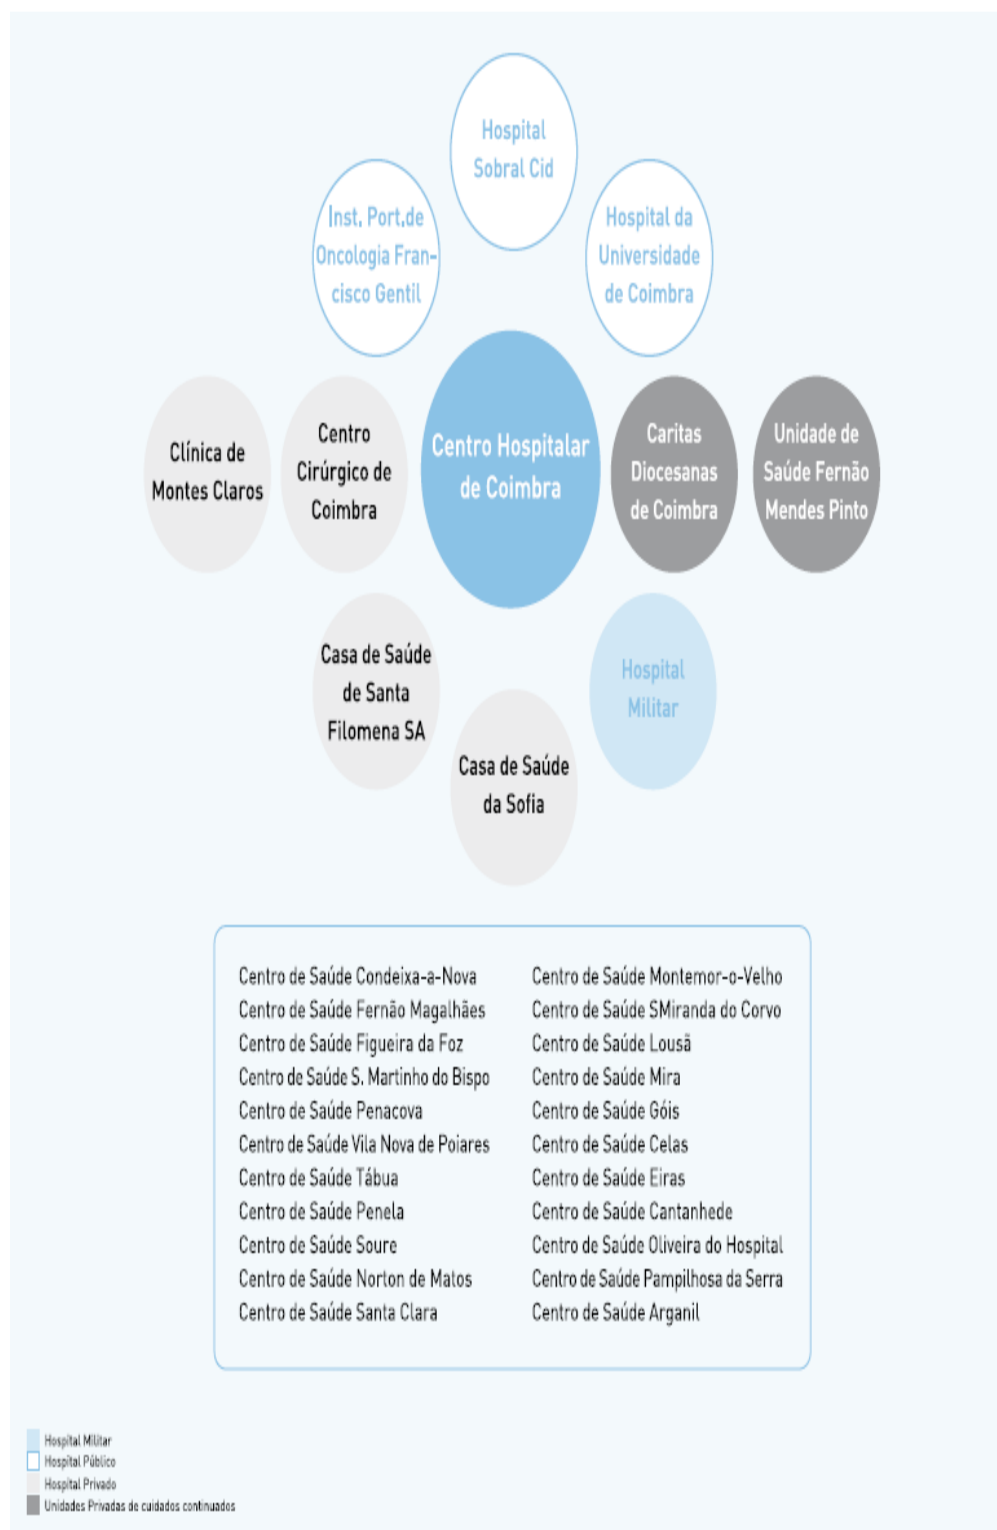 Hospital
Sobral Cid
Inst. Port.de
Oncologia Fran-
cisco Gentil
Hospital da
Universidade
de Coimbra
Clínica de
Montes Claros
Centro
Cirúrgico de
Coimbra
Centro Hospitalar
de Coimbra
Caritas
Diocesanas
de Coimbra
Unidade de
Saúde Fernão
Mendes Pinto
Casa de Saúde
de Santa
Filomena SA
Hospital
Militar
Casa de Saúde
da Sofia
Centro de Saúde Condeixa-a-Nova
Centro de Saúde Fernão Magalhães
Centro de Saúde Figueira da Foz
Centro de Saúde S. Martinho do Bispo
Centro de Saúde Penacova
Centro de Saúde Vila Nova de Poiares
Centro de Saúde Tábua
Centro de Saúde Penela
Centro de Saúde Soure
Centro de Saúde Norton de Matos
Centro de Saúde Santa Clara
Centro de Saúde Montemor-o-Velho
Centro de Saúde SMiranda do Corvo
Centro de Saúde Lousã
Centro de Saúde Mira
Centro de Saúde Góis
Centro de Saúde Celas
Centro de Saúde Eiras
Centro de Saúde Cantanhede
Centro de Saúde Oliveira do Hospital
Centro de Saúde Pampilhosa da Serra
Centro de Saúde Arganil
Hospital Militar
Hospital Público
Hospital Privado
Unidades Privadas de cuidados continuados